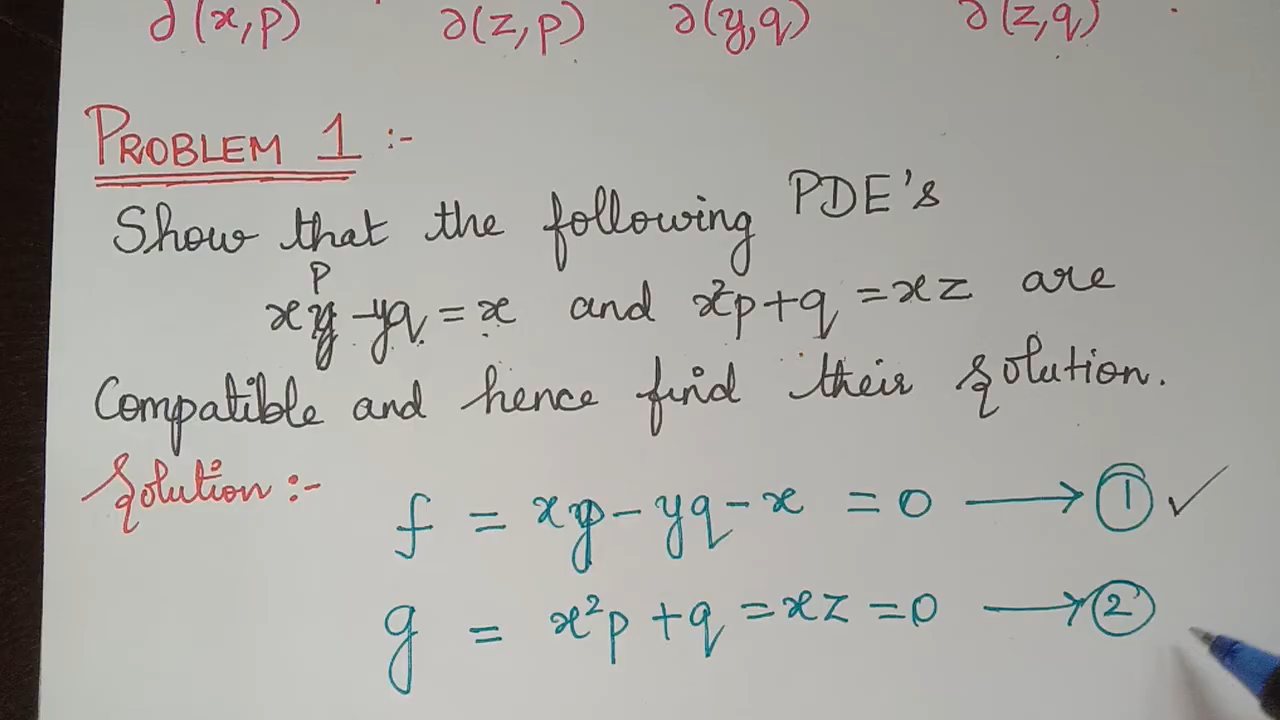 ∂(x,p) ∂(z,p) ∂(y,q) ∂(z,q) .
PROBLEM 1 :-
Show that the following PDE's
xp - yq = x and x²p + q = xz are
Compatible and hence find their solution.
Solution :-
f = xp - yq - x = 0 → ①
g = x²p + q = xz = 0 → ②